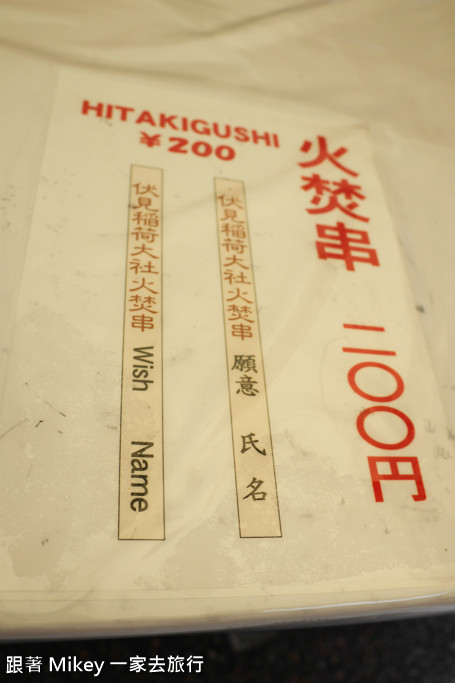 HITAKIGUSHI
¥200
火焚串 二〇〇円
伏見稲荷大社火焚串 願意 氏名
伏見稲荷大社火焚串 Wish Name
跟著 Mikey 一家去旅行